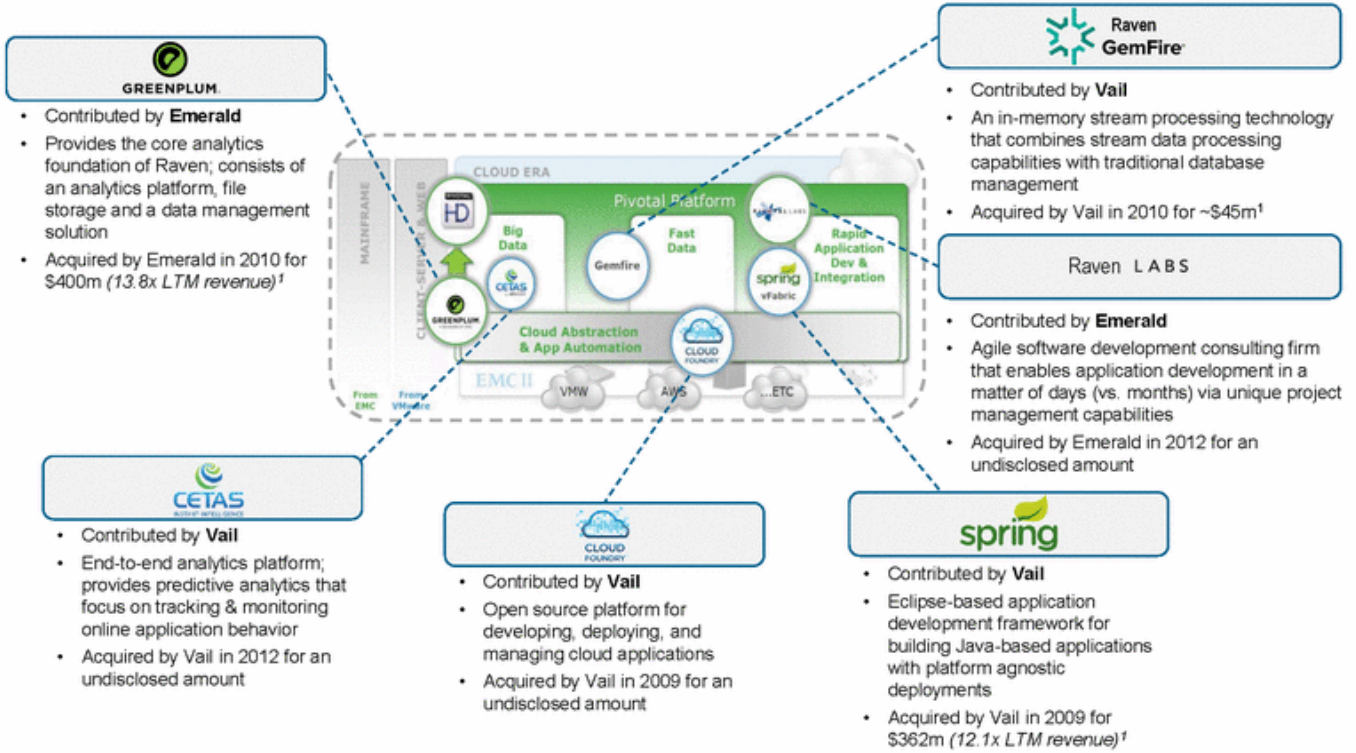 GREENPLUM.
• Contributed by Emerald
• Provides the core analytics
foundation of Raven; consists of
an analytics platform, file
storage and a data management
solution
• Acquired by Emerald in 2010 for
$400m (13.8x LTM revenue)¹
Raven
GemFire
• Contributed by Vail
• An in-memory stream processing technology
that combines stream data processing
capabilities with traditional database
management
• Acquired by Vail in 2010 for ~$45m¹
Raven LABS
• Contributed by Emerald
• Agile software development consulting firm
that enables application development in a
matter of days (vs. months) via unique project
management capabilities
• Acquired by Emerald in 2012 for an
undisclosed amount
MAINFRAME
CLIENT-SERVER & WEB
CLOUD ERA
Pivotal Platform
PIVOTAL
HD
Big
Data
CETAS
GREENPLUM
Gemfire
Fast
Data
LABS
Rapid
Application
Dev &
Integration
spring
vFabric
Cloud Abstraction
& App Automation
CLOUD
FOUNDRY
EMC II
VMW
AWS
...ETC
From
EMC
From
VMware
CETAS
• Contributed by Vail
• End-to-end analytics platform;
provides predictive analytics that
focus on tracking & monitoring
online application behavior
• Acquired by Vail in 2012 for an
undisclosed amount
CLOUD
FOUNDRY
• Contributed by Vail
• Open source platform for
developing, deploying, and
managing cloud applications
• Acquired by Vail in 2009 for an
undisclosed amount
spring
• Contributed by Vail
• Eclipse-based application
development framework for
building Java-based applications
with platform agnostic
deployments
• Acquired by Vail in 2009 for
$362m (12.1x LTM revenue)¹